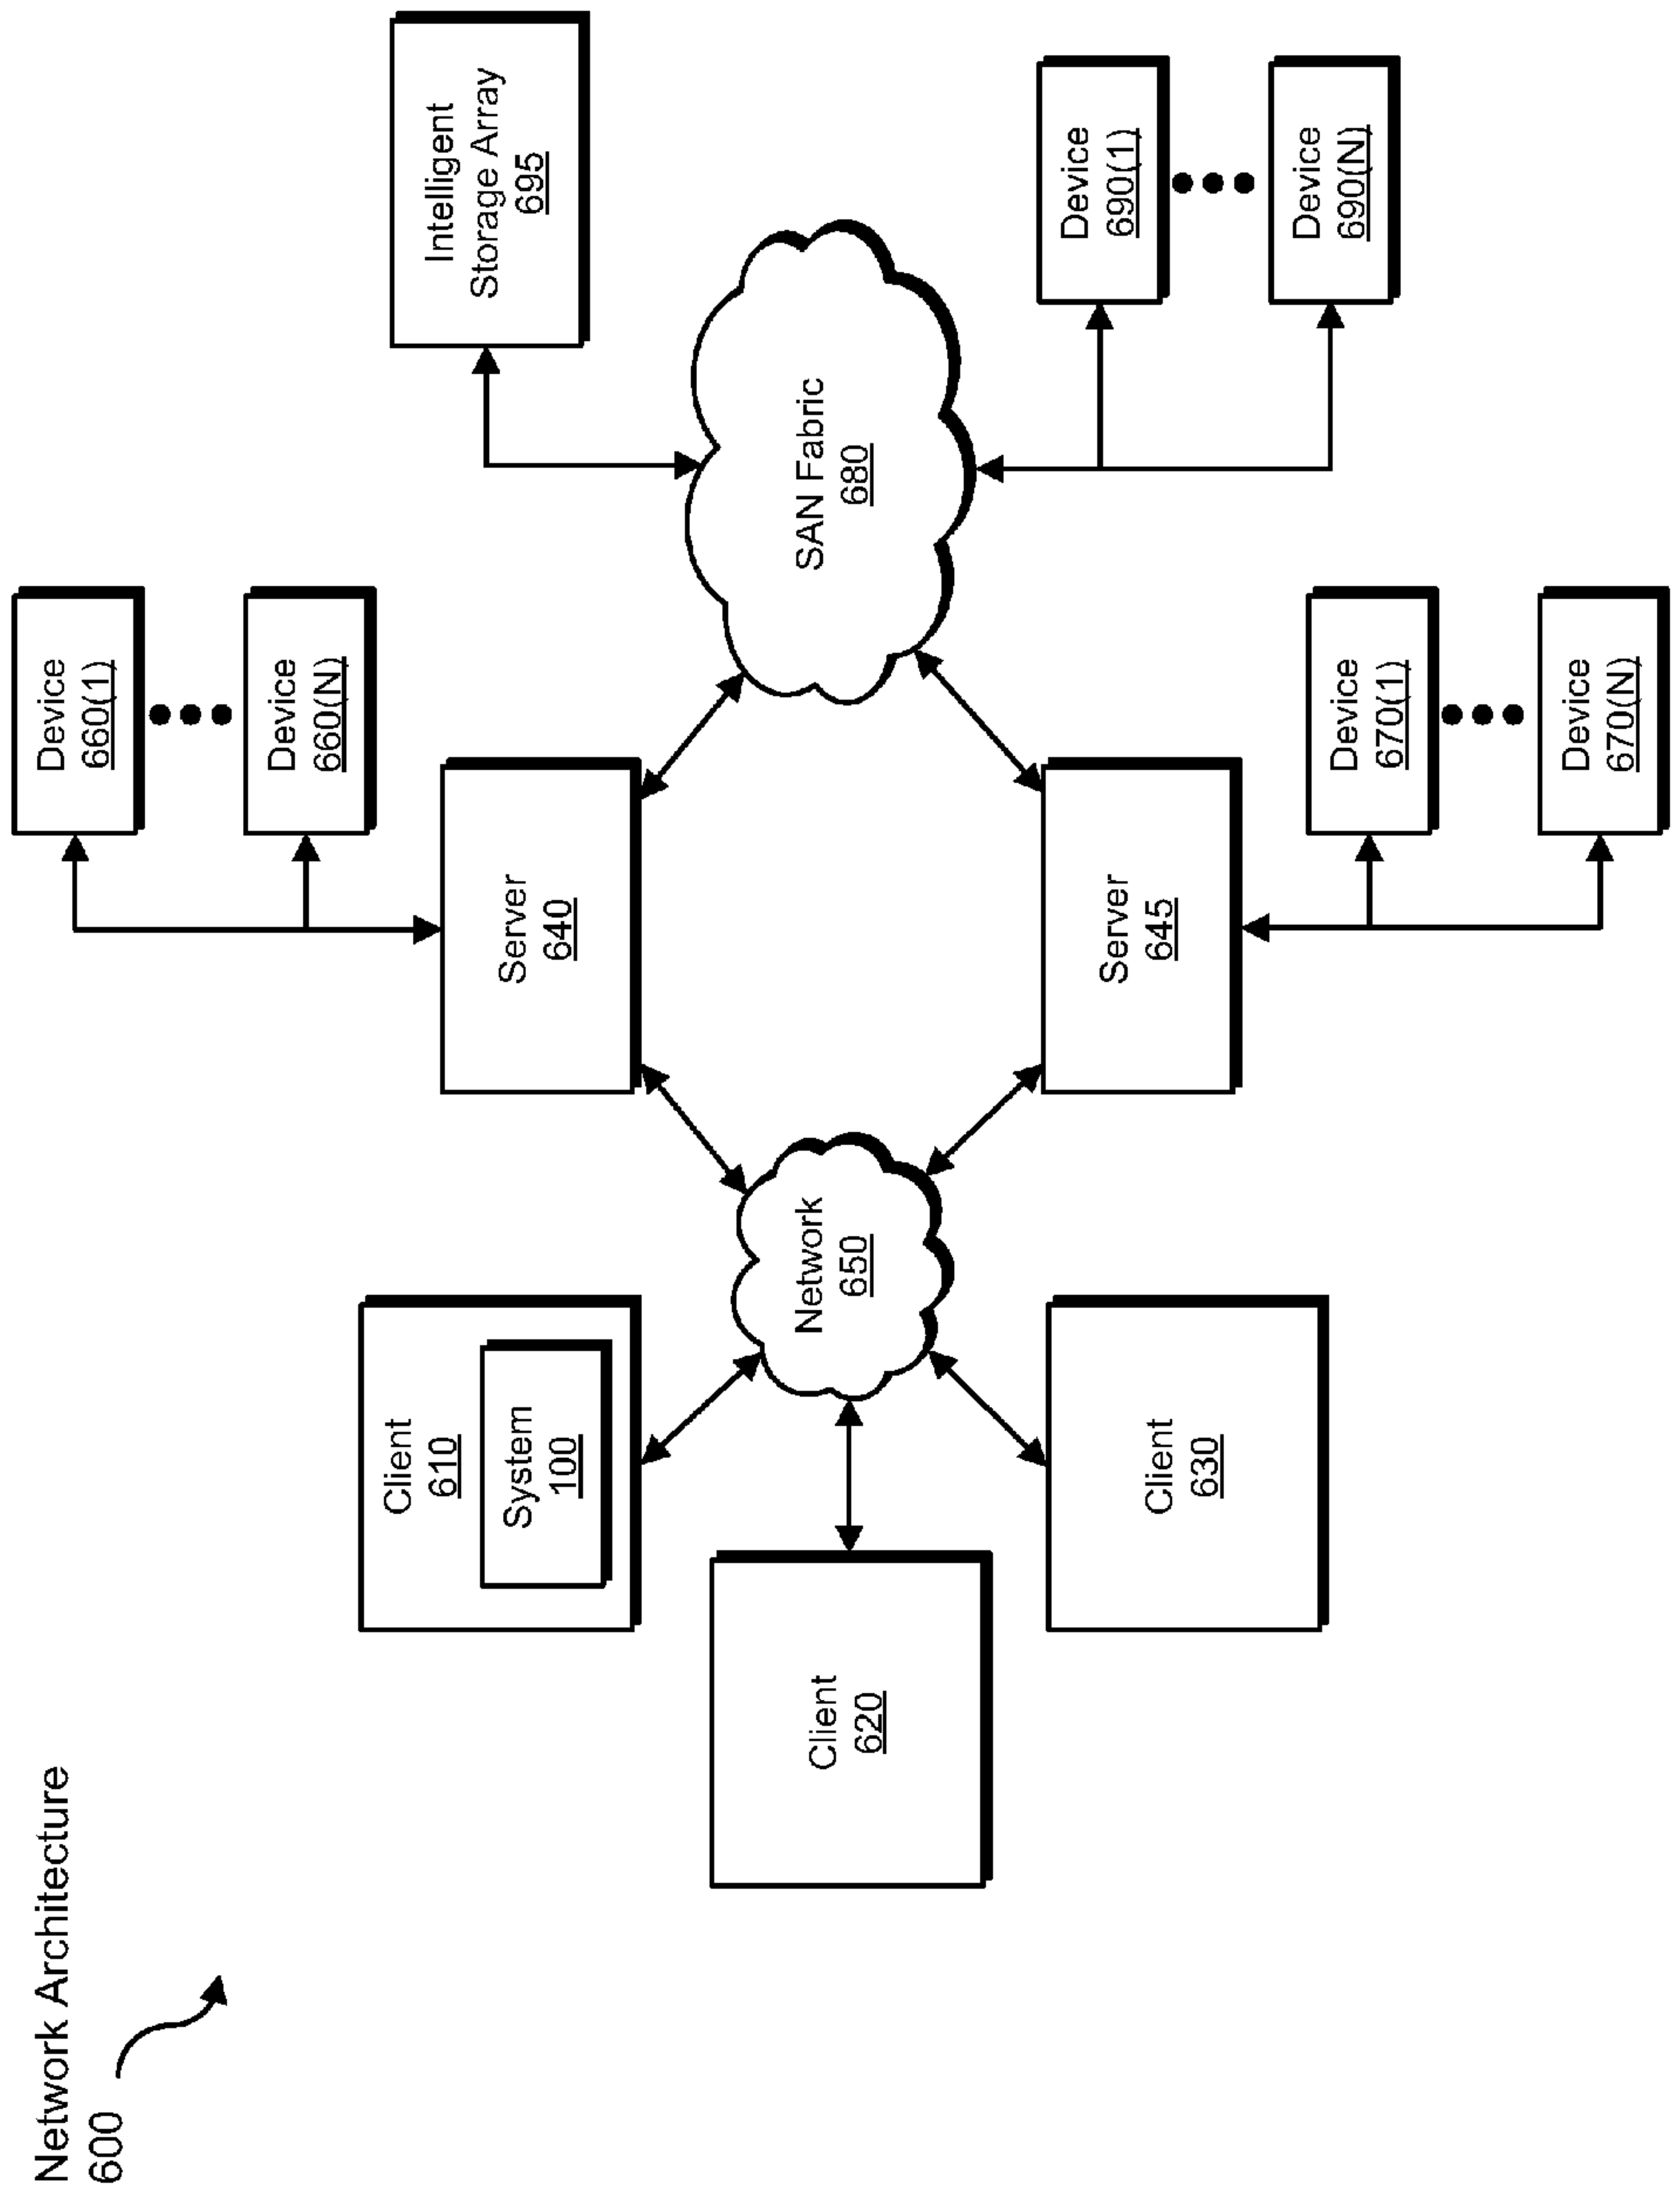 Network Architecture
600
Client
610
System
100
Client
620
Client
630
Network
650
Server
640
Server
645
Device
660(1)
Device
660(N)
Device
670(1)
Device
670(N)
SAN Fabric
680
Intelligent
Storage Array
695
Device
690(1)
Device
690(N)